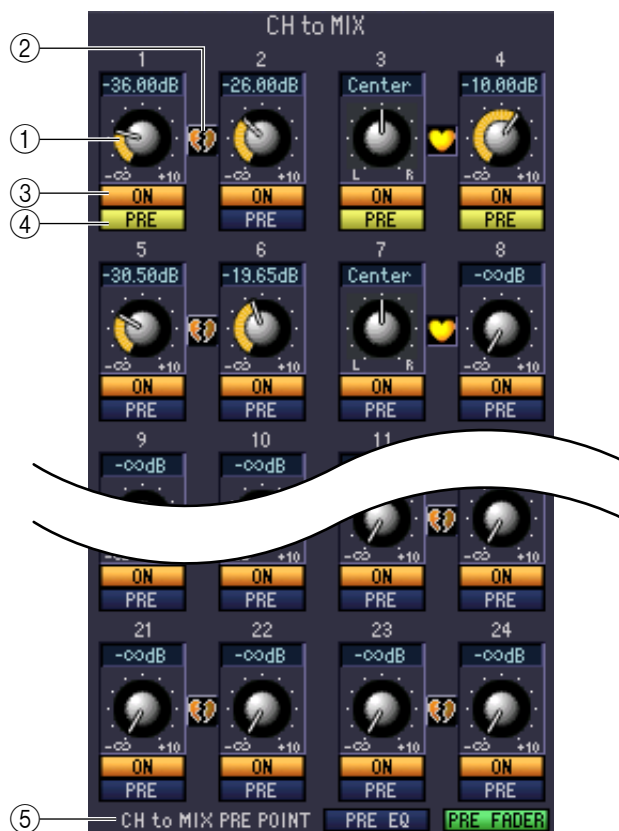 CH to MIX
②
1 2 3 4
-36.00dB -26.00dB Center -10.00dB
①
-∞ +10 -∞ +10 L R -∞ +10
③ ON ON ON ON
④ PRE PRE PRE PRE
5 6 7 8
-30.50dB -19.65dB Center -∞dB
-∞ +10 -∞ +10 L R -∞ +10
ON ON ON ON
PRE PRE PRE PRE
9 10 11
-∞dB -∞dB
-∞ +10 -∞ +10
ON ON ON ON
PRE PRE PRE PRE
21 22 23 24
-∞dB -∞dB -∞dB -∞dB
-∞ +10 -∞ +10 -∞ +10 -∞ +10
ON ON ON ON
PRE PRE PRE PRE
⑤ CH to MIX PRE POINT PRE EQ PRE FADER